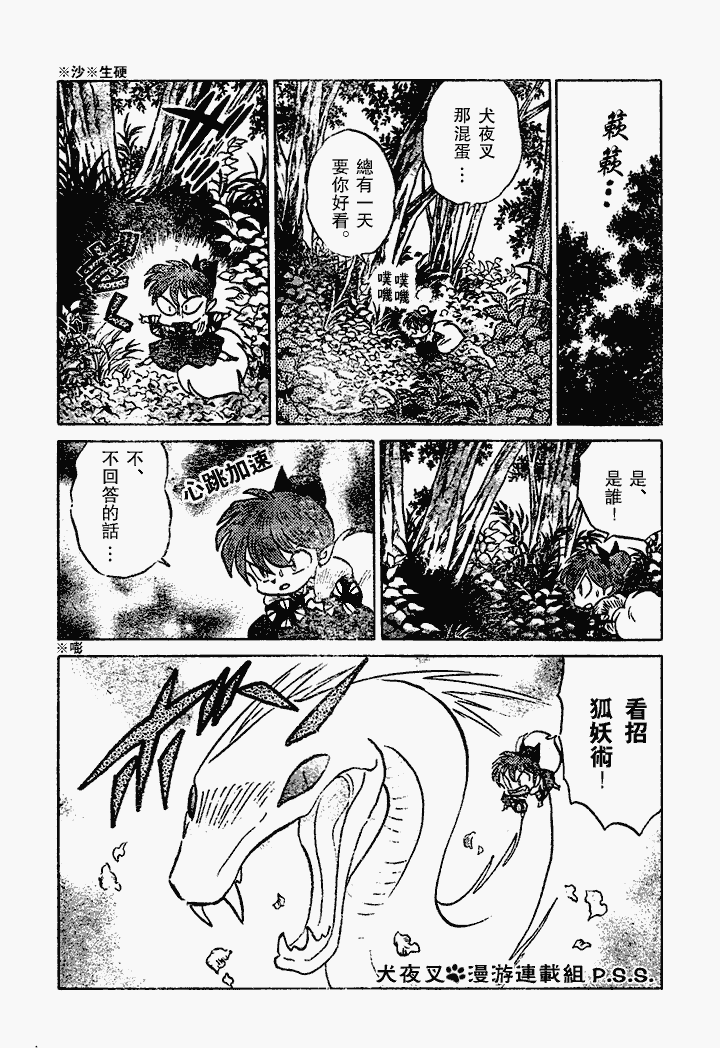 ※沙※生硬
簌簌…
犬夜叉
那混蛋…
總有一天
要你好看。
噗嘰
噗嘰
是、
是誰！
心跳加速
不、
不回答的話…
※嘭
看招
狐妖術！
犬夜叉漫游連載組 P.S.S.